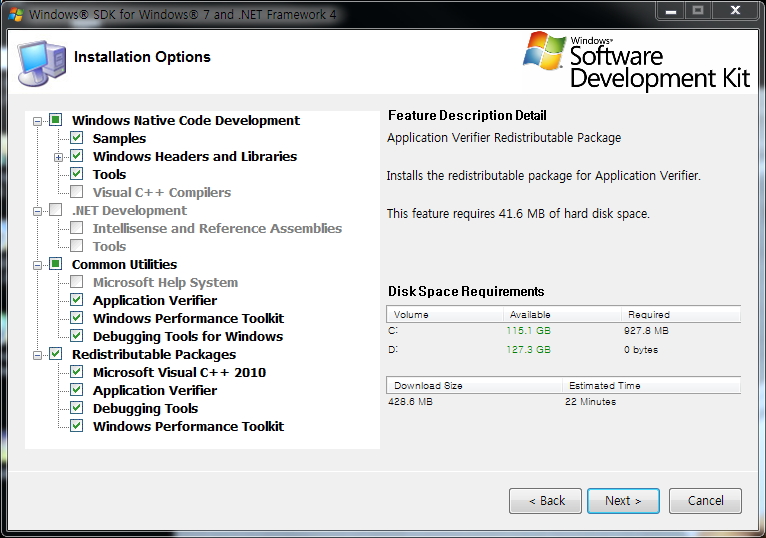 Windows® SDK for Windows® 7 and .NET Framework 4
Installation Options
Windows®
Software
Development Kit
Windows Native Code Development
Samples
Windows Headers and Libraries
Tools
Visual C++ Compilers
.NET Development
Intellisense and Reference Assemblies
Tools
Common Utilities
Microsoft Help System
Application Verifier
Windows Performance Toolkit
Debugging Tools for Windows
Redistributable Packages
Microsoft Visual C++ 2010
Application Verifier
Debugging Tools
Windows Performance Toolkit
Feature Description Detail
Application Verifier Redistributable Package
Installs the redistributable package for Application Verifier.
This feature requires 41.6 MB of hard disk space.
Disk Space Requirements
Volume Available Required
C: 115.1 GB 927.8 MB
D: 127.3 GB 0 bytes
Download Size Estimated Time
428.6 MB 22 Minutes
< Back Next > Cancel